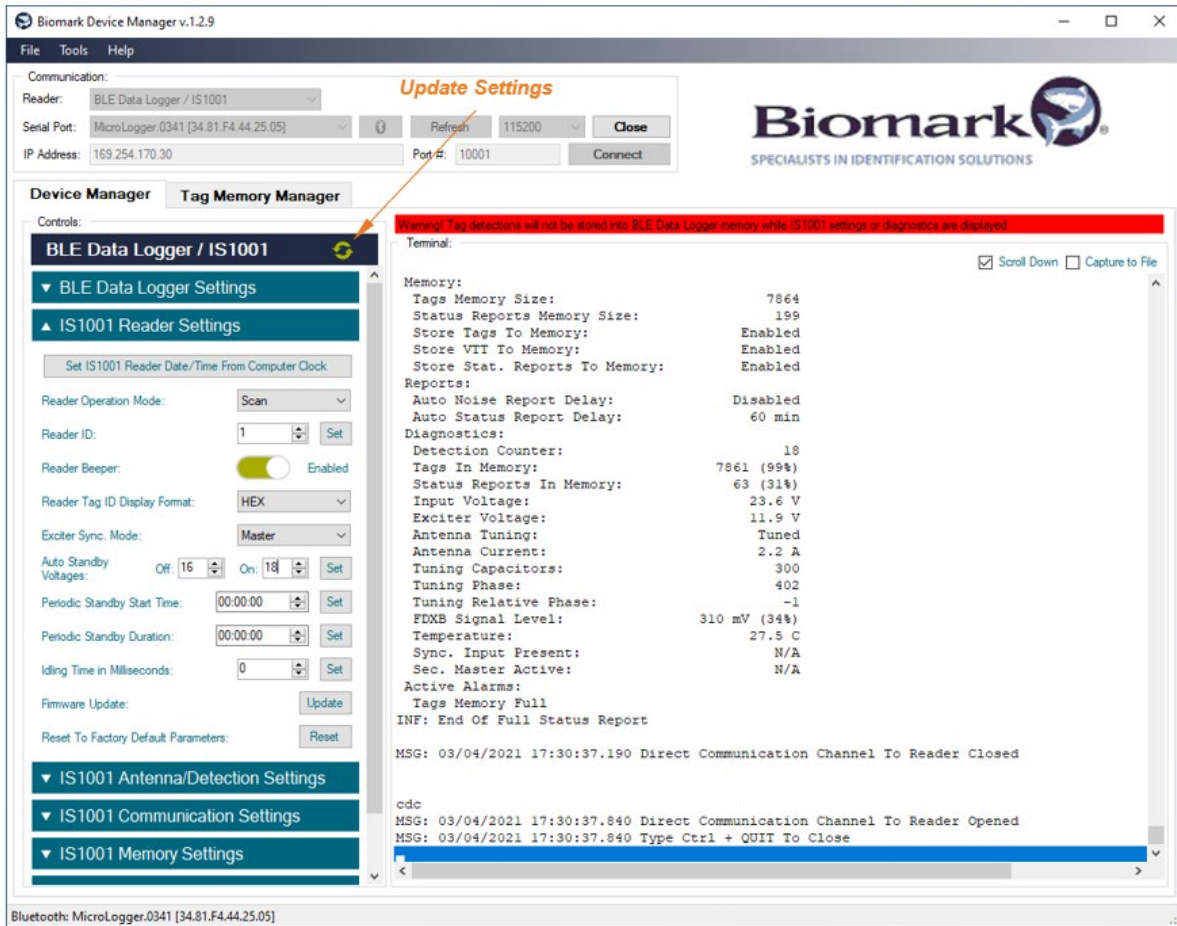 Biomark Device Manager v.1.2.9
File Tools Help
Communication:
Reader: BLE Data Logger / IS1001
Serial Port: MicroLogger.0341 [34.81.F4.44.25.05] Refresh 115200 Close
IP Address: 169.254.170.30 Port #: 10001 Connect
Update Settings
Biomark®
SPECIALISTS IN IDENTIFICATION SOLUTIONS
Device Manager Tag Memory Manager
Controls:
BLE Data Logger / IS1001
▼ BLE Data Logger Settings
▲ IS1001 Reader Settings
Set IS1001 Reader Date/Time From Computer Clock
Reader Operation Mode: Scan
Reader ID: 1 Set
Reader Beeper: Enabled
Reader Tag ID Display Format: HEX
Exciter Sync. Mode: Master
Auto Standby Voltages: Off: 16 On: 18 Set
Periodic Standby Start Time: 00:00:00 Set
Periodic Standby Duration: 00:00:00 Set
Idling Time in Milliseconds: 0 Set
Firmware Update: Update
Reset To Factory Default Parameters: Reset
▼ IS1001 Antenna/Detection Settings
▼ IS1001 Communication Settings
▼ IS1001 Memory Settings
Warning! Tag detections will not be stored into BLE Data Logger memory while IS1001 settings or diagnostics are displayed
Terminal:
Scroll Down Capture to File
Memory:
Tags Memory Size: 7864
Status Reports Memory Size: 199
Store Tags To Memory: Enabled
Store VTT To Memory: Enabled
Store Stat. Reports To Memory: Enabled
Reports:
Auto Noise Report Delay: Disabled
Auto Status Report Delay: 60 min
Diagnostics:
Detection Counter: 18
Tags In Memory: 7861 (99%)
Status Reports In Memory: 63 (31%)
Input Voltage: 23.6 V
Exciter Voltage: 11.9 V
Antenna Tuning: Tuned
Antenna Current: 2.2 A
Tuning Capacitors: 300
Tuning Phase: 402
Tuning Relative Phase: -1
FDXB Signal Level: 310 mV (34%)
Temperature: 27.5 C
Sync. Input Present: N/A
Sec. Master Active: N/A
Active Alarms:
Tags Memory Full
INF: End Of Full Status Report
MSG: 03/04/2021 17:30:37.190 Direct Communication Channel To Reader Closed
cdc
MSG: 03/04/2021 17:30:37.840 Direct Communication Channel To Reader Opened
MSG: 03/04/2021 17:30:37.840 Type Ctrl + QUIT To Close
Bluetooth: MicroLogger.0341 [34.81.F4.44.25.05]